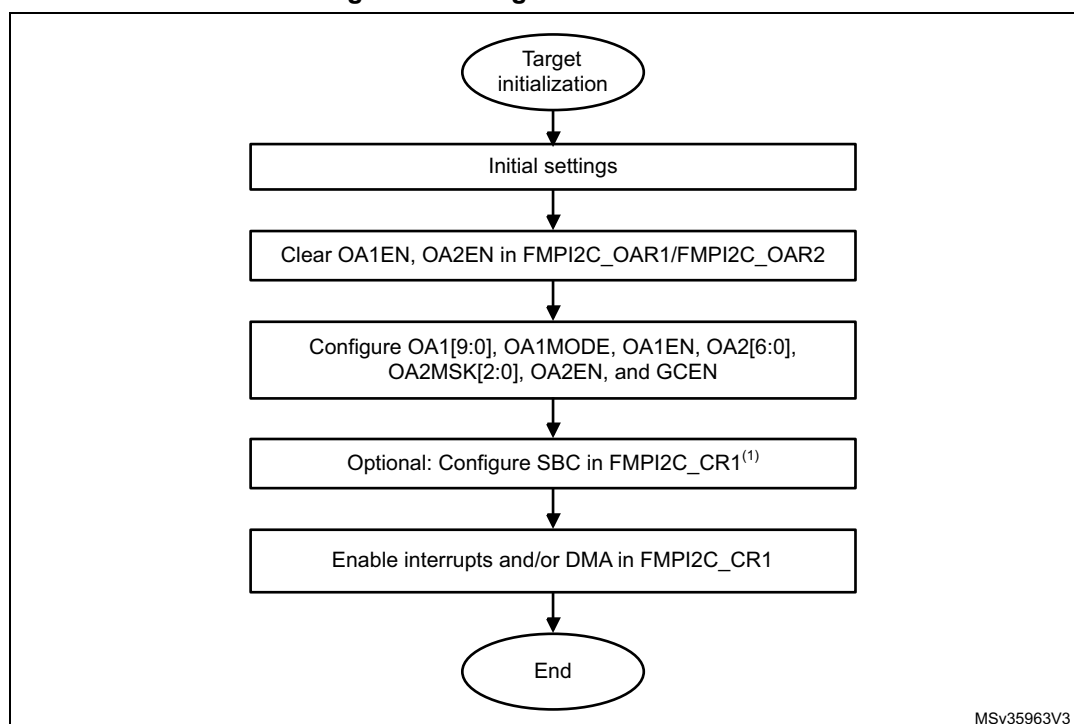 Target
initialization
Initial settings
Clear OA1EN, OA2EN in FMPI2C_OAR1/FMPI2C_OAR2
Configure OA1[9:0], OA1MODE, OA1EN, OA2[6:0],
OA2MSK[2:0], OA2EN, and GCEN
Optional: Configure SBC in FMPI2C_CR1(1)
Enable interrupts and/or DMA in FMPI2C_CR1
End
MSv35963V3